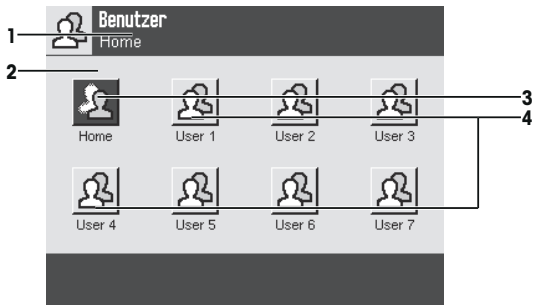 Benutzer
1 Home
2
3
4
Home User 1 User 2 User 3
User 4 User 5 User 6 User 7